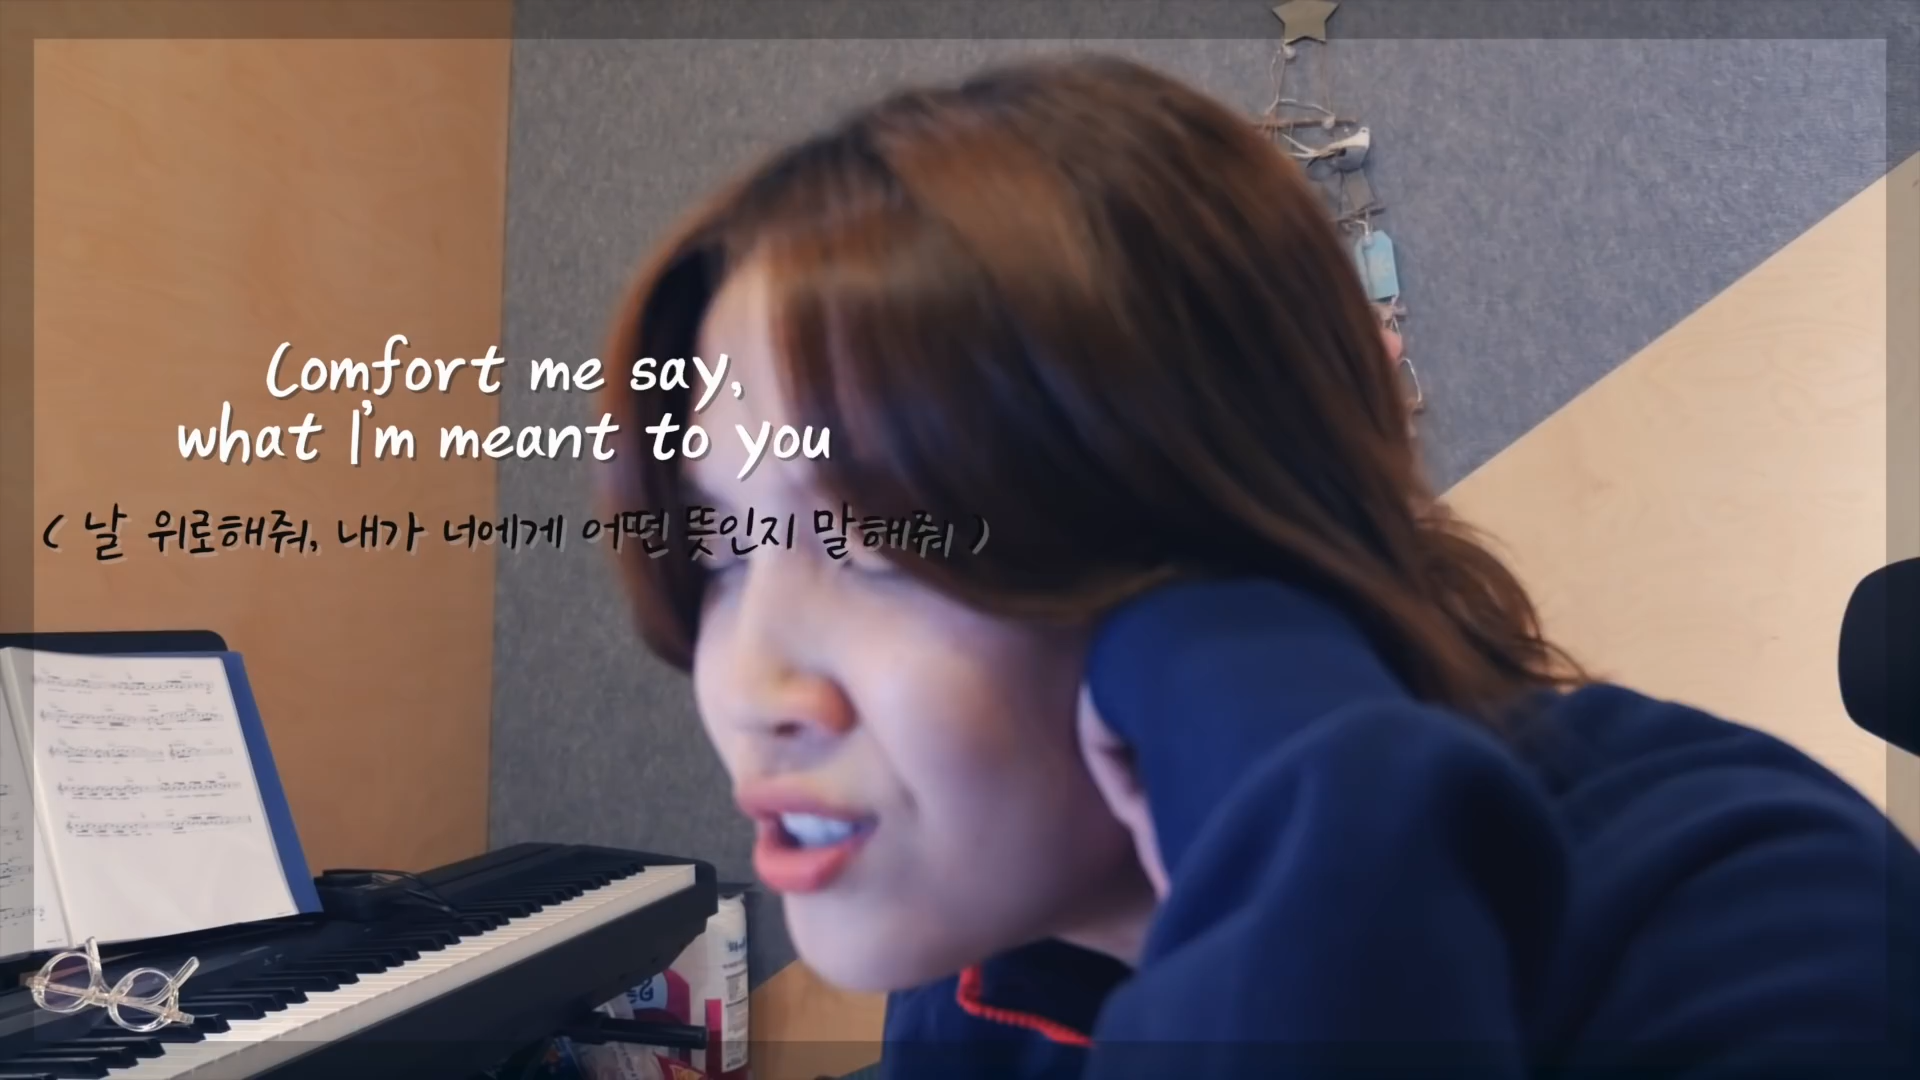 Comfort me say,
what I'm meant to you
( 날 위로해줘, 내가 너에게 어떤 뜻인지 말해줘 )